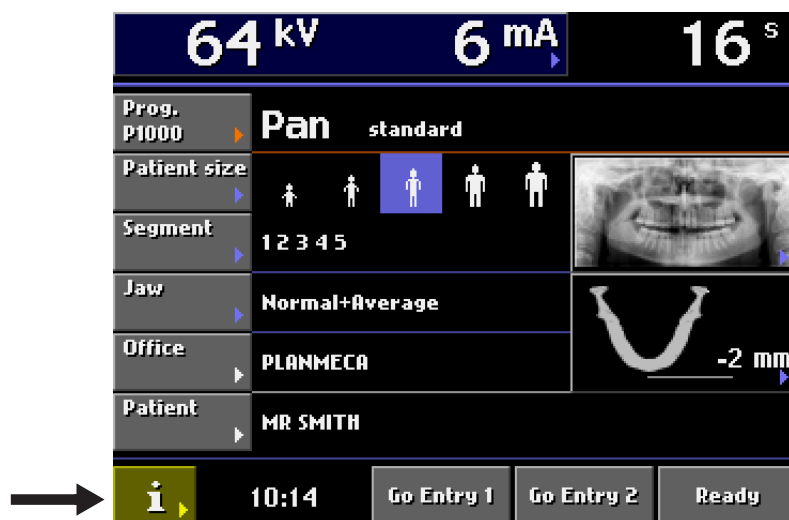 64 kV 6 mA 16 s
Prog.
P1000
Pan standard
Patient size
Segment
1 2 3 4 5
Jaw
Normal+Average
-2 mm
Office
PLANMECA
Patient
MR SMITH
i 10:14 Go Entry 1 Go Entry 2 Ready